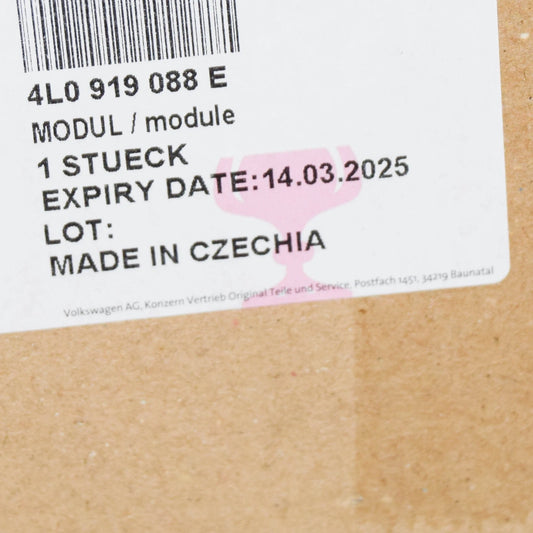 4L0 919 088 E
MODUL / module
1 STUECK
EXPIRY DATE:14.03.2025
LOT:
MADE IN CZECHIA
Volkswagen AG, Konzern Vertrieb Original Teile und Service, Postfach 1451, 34219 Baunatal